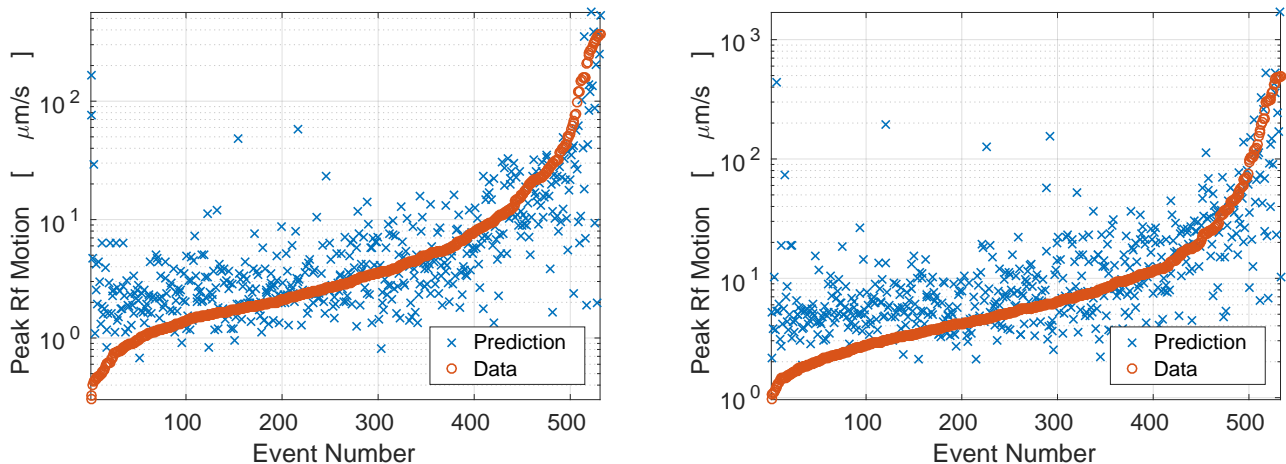 Peak Rf Motion [ μm/s ]
10^2
10^1
10^0
100 200 300 400 500
Event Number
Prediction
Data
Peak Rf Motion [ μm/s ]
10^3
10^2
10^1
10^0
100 200 300 400 500
Event Number
Prediction
Data